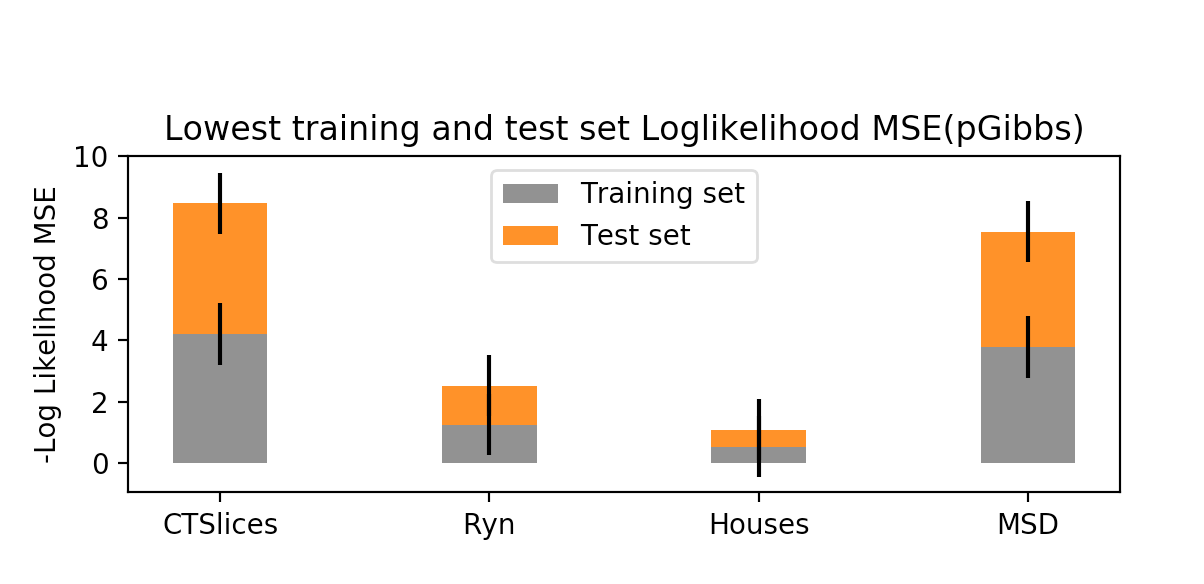 Lowest training and test set Loglikelihood MSE(pGibbs)
-Log Likelihood MSE
10
8
6
4
2
0
Training set
Test set
CTSlices
Ryn
Houses
MSD